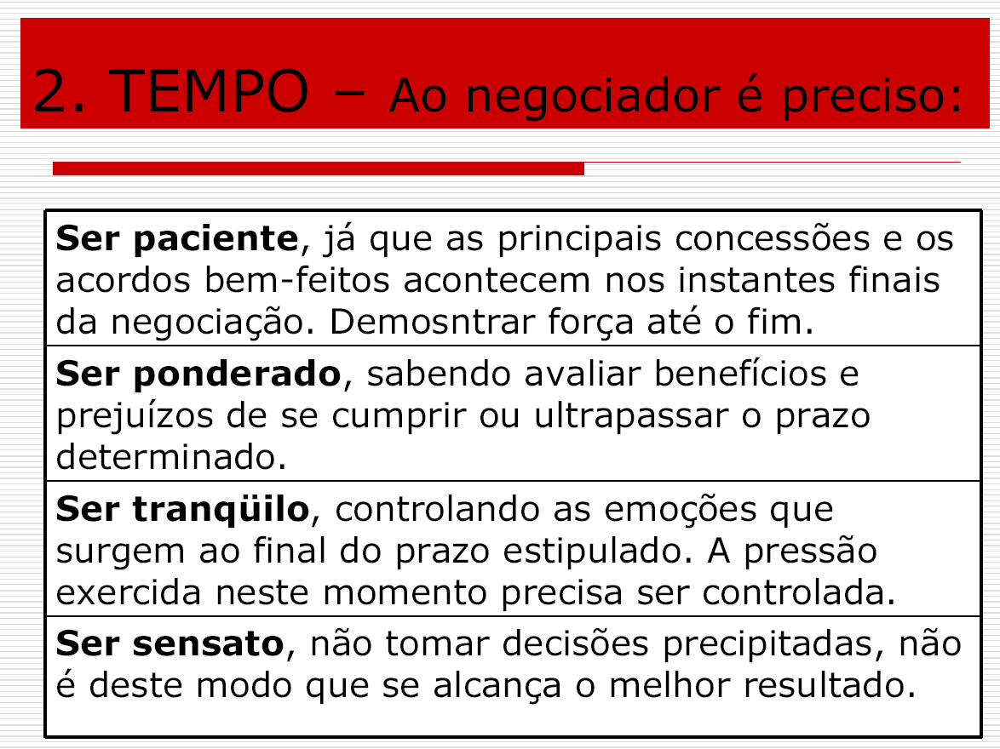 2. TEMPO – Ao negociador é preciso:
Ser paciente, já que as principais concessões e os
acordos bem-feitos acontecem nos instantes finais
da negociação. Demosntrar força até o fim.
Ser ponderado, sabendo avaliar benefícios e
prejuízos de se cumprir ou ultrapassar o prazo
determinado.
Ser tranqüilo, controlando as emoções que
surgem ao final do prazo estipulado. A pressão
exercida neste momento precisa ser controlada.
Ser sensato, não tomar decisões precipitadas, não
é deste modo que se alcança o melhor resultado.